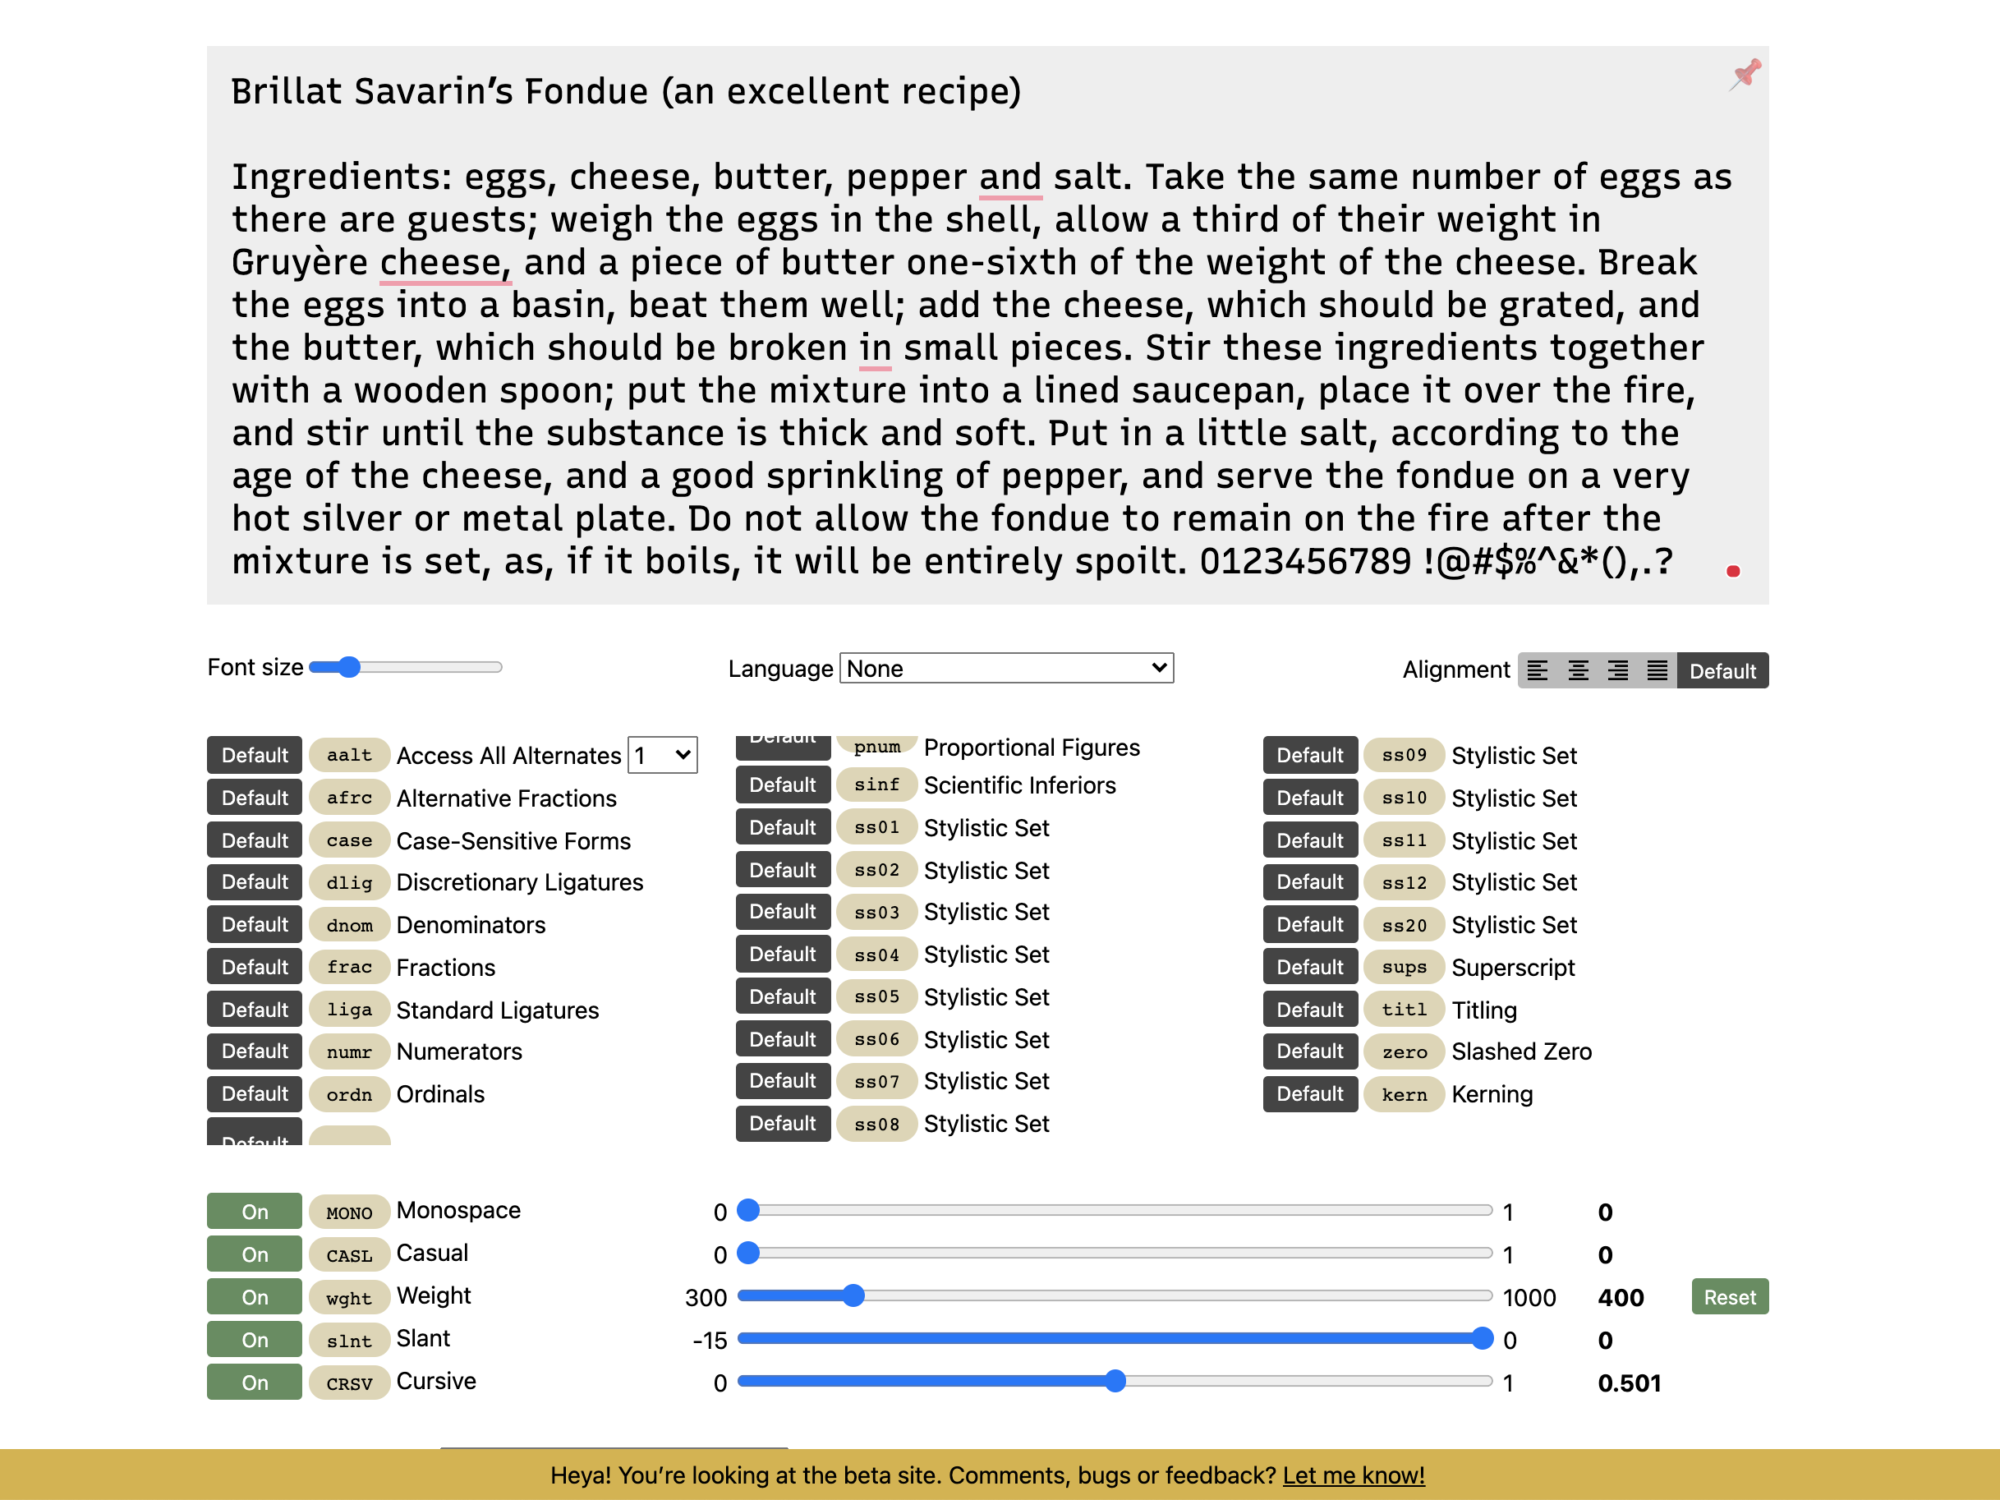 Brillat Savarin’s Fondue (an excellent recipe)
Ingredients: eggs, cheese, butter, pepper and salt. Take the same number of eggs as
there are guests; weigh the eggs in the shell, allow a third of their weight in
Gruyère cheese, and a piece of butter one-sixth of the weight of the cheese. Break
the eggs into a basin, beat them well; add the cheese, which should be grated, and
the butter, which should be broken in small pieces. Stir these ingredients together
with a wooden spoon; put the mixture into a lined saucepan, place it over the fire,
and stir until the substance is thick and soft. Put in a little salt, according to the
age of the cheese, and a good sprinkling of pepper, and serve the fondue on a very
hot silver or metal plate. Do not allow the fondue to remain on the fire after the
mixture is set, as, if it boils, it will be entirely spoilt. 0123456789 !@#$%^&*(),.?
Font size
Language None
Alignment Default
Default aalt Access All Alternates 1
Default afrc Alternative Fractions
Default case Case-Sensitive Forms
Default dlig Discretionary Ligatures
Default dnom Denominators
Default frac Fractions
Default liga Standard Ligatures
Default numr Numerators
Default ordn Ordinals
Default
Default pnum Proportional Figures
Default sinf Scientific Inferiors
Default ss01 Stylistic Set
Default ss02 Stylistic Set
Default ss03 Stylistic Set
Default ss04 Stylistic Set
Default ss05 Stylistic Set
Default ss06 Stylistic Set
Default ss07 Stylistic Set
Default ss08 Stylistic Set
Default ss09 Stylistic Set
Default ss10 Stylistic Set
Default ss11 Stylistic Set
Default ss12 Stylistic Set
Default ss20 Stylistic Set
Default sups Superscript
Default titl Titling
Default zero Slashed Zero
Default kern Kerning
On MONO Monospace 0 1 0
On CASL Casual 0 1 0
On wght Weight 300 1000 400 Reset
On slnt Slant -15 0 0
On CRSV Cursive 0 1 0.501
Heya! You’re looking at the beta site. Comments, bugs or feedback? Let me know!